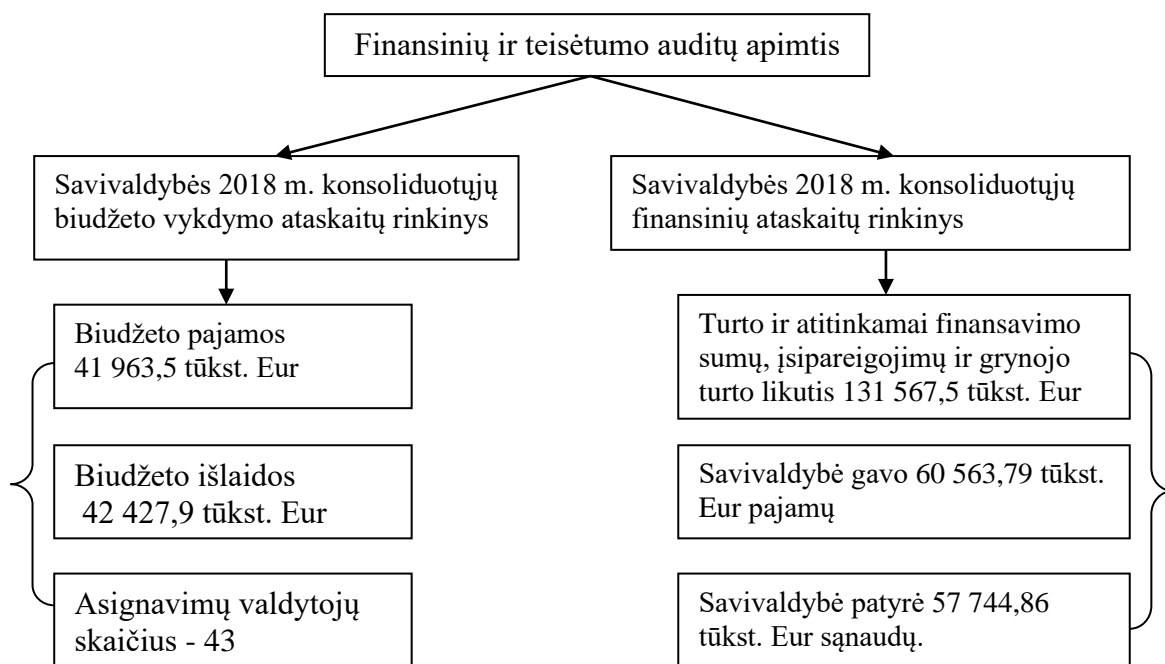 Finansinių ir teisėtumo auditų apimtis
Savivaldybės 2018 m. konsoliduotųjų
biudžeto vykdymo ataskaitų rinkinys
Savivaldybės 2018 m. konsoliduotųjų
finansinių ataskaitų rinkinys
Biudžeto pajamos
41 963,5 tūkst. Eur
Biudžeto išlaidos
42 427,9 tūkst. Eur
Asignavimų valdytojų
skaičius - 43
Turto ir atitinkamai finansavimo
sumų, įsipareigojimų ir grynojo
turto likutis 131 567,5 tūkst. Eur
Savivaldybė gavo 60 563,79 tūkst.
Eur pajamų
Savivaldybė patyrė 57 744,86
tūkst. Eur sąnaudų.